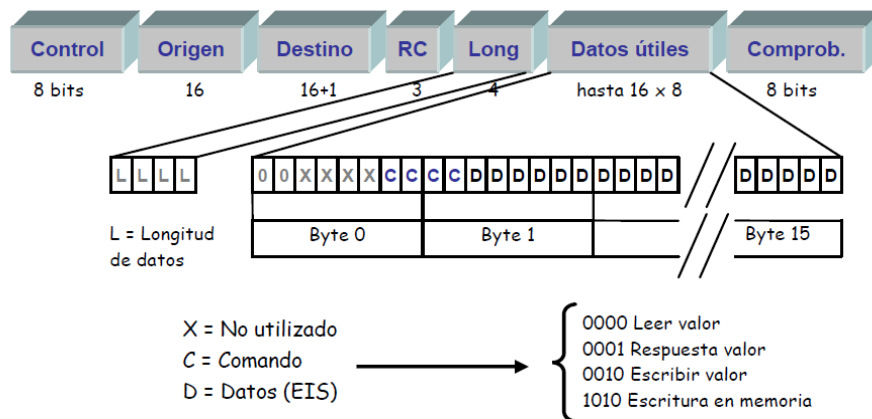 Control Origen Destino RC Long Datos útiles Comprob.
8 bits 16 16+1 3 4 hasta 16 x 8 8 bits
L L L L 0 0 X X X X C C C C D D D D D D D D D D D D D D D
L = Longitud de datos
Byte 0 Byte 1 Byte 15
X = No utilizado
C = Comando
D = Datos (EIS)
0000 Leer valor
0001 Respuesta valor
0010 Escribir valor
1010 Escritura en memoria